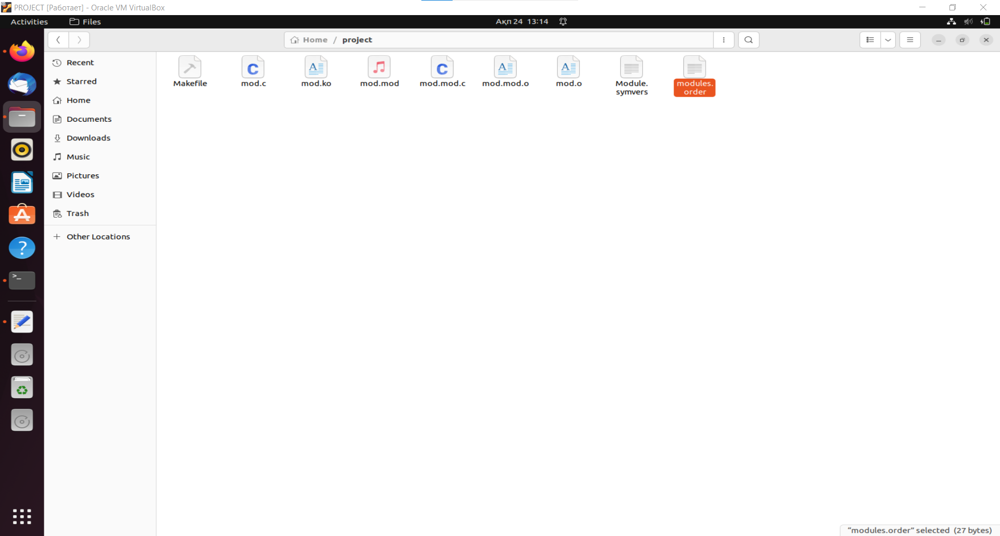 PROJECT [Работает] - Oracle VM VirtualBox
Activities
Files
Ақп 24 13:14
Home / project
Recent
Starred
Home
Documents
Downloads
Music
Pictures
Videos
Trash
Other Locations
Makefile
mod.c
mod.ko
mod.mod
mod.mod.c
mod.mod.o
mod.o
Module.
symvers
modules.
order
“modules.order” selected (27 bytes)